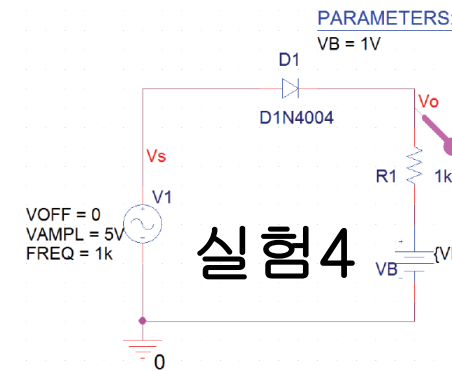 PARAMETERS:
VB = 1V
D1
D1N4004
Vo
Vs
R1
1k
V1
VOFF = 0
VAMPL = 5V
FREQ = 1k
실험4
VB
0